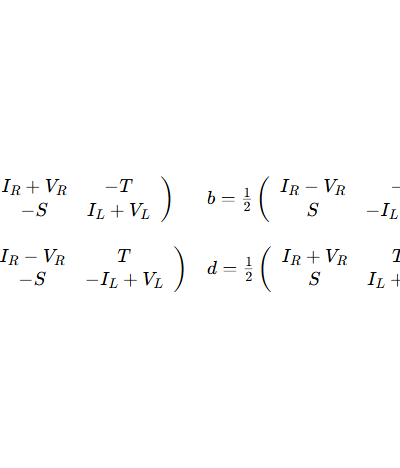 I_R + V_R   −T ) b = 1/2 ( I_R − V_R   −
−S   I_L + V_L ) ( S   −I_L
I_R − V_R   T ) d = 1/2 ( I_R + V_R   T
−S   −I_L + V_L ) ( S   I_L +